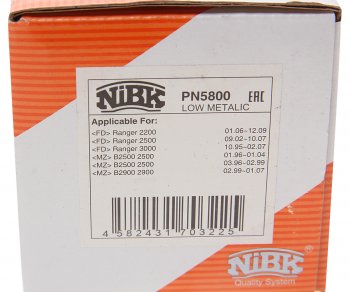 NiBK
PN5800 EAC
LOW METALIC
Applicable For:
<FD> Ranger 2200 01.06-12.09
<FD> Ranger 2500 09.02-10.07
<FD> Ranger 3000 10.95-02.07
<MZ> B2500 2500 01.96-01.04
<MZ> B2500 2500 03.96-02.99
<MZ> B2900 2900 02.99-01.07
4 582431 703225
NiBK
Quality System